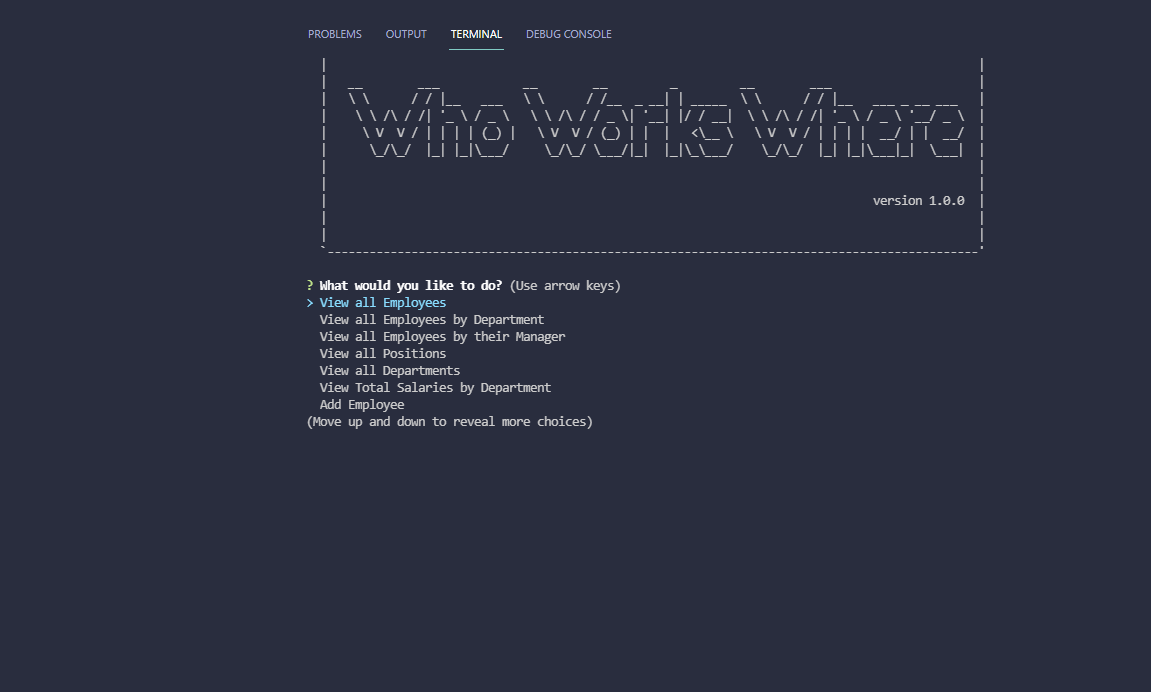 PROBLEMS OUTPUT TERMINAL DEBUG CONSOLE
Who Works Where
version 1.0.0
? What would you like to do? (Use arrow keys)
> View all Employees
View all Employees by Department
View all Employees by their Manager
View all Positions
View all Departments
View Total Salaries by Department
Add Employee
(Move up and down to reveal more choices)